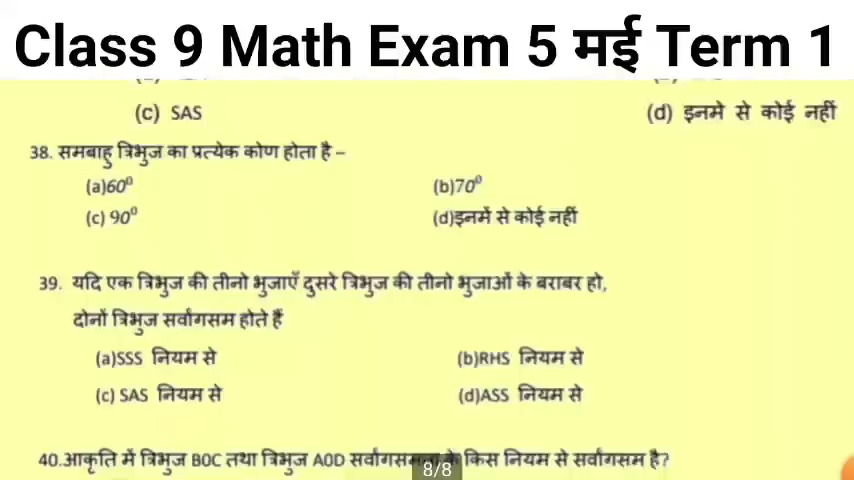 Class 9 Math Exam 5 मई Term 1
(c) SAS (d) इनमे से कोई नहीं
38. समबाहु त्रिभुज का प्रत्येक कोण होता है –
(a)60⁰ (b)70⁰
(c) 90⁰ (d)इनमें से कोई नहीं
39. यदि एक त्रिभुज की तीनो भुजाएँ दुसरे त्रिभुज की तीनो भुजाओं के बराबर हो,
दोनों त्रिभुज सर्वांगसम होते हैं
(a)SSS नियम से (b)RHS नियम से
(c) SAS नियम से (d)ASS नियम से
40.आकृति में त्रिभुज BOC तथा त्रिभुज AOD के किस नियम से सर्वांगसम है?
8/8